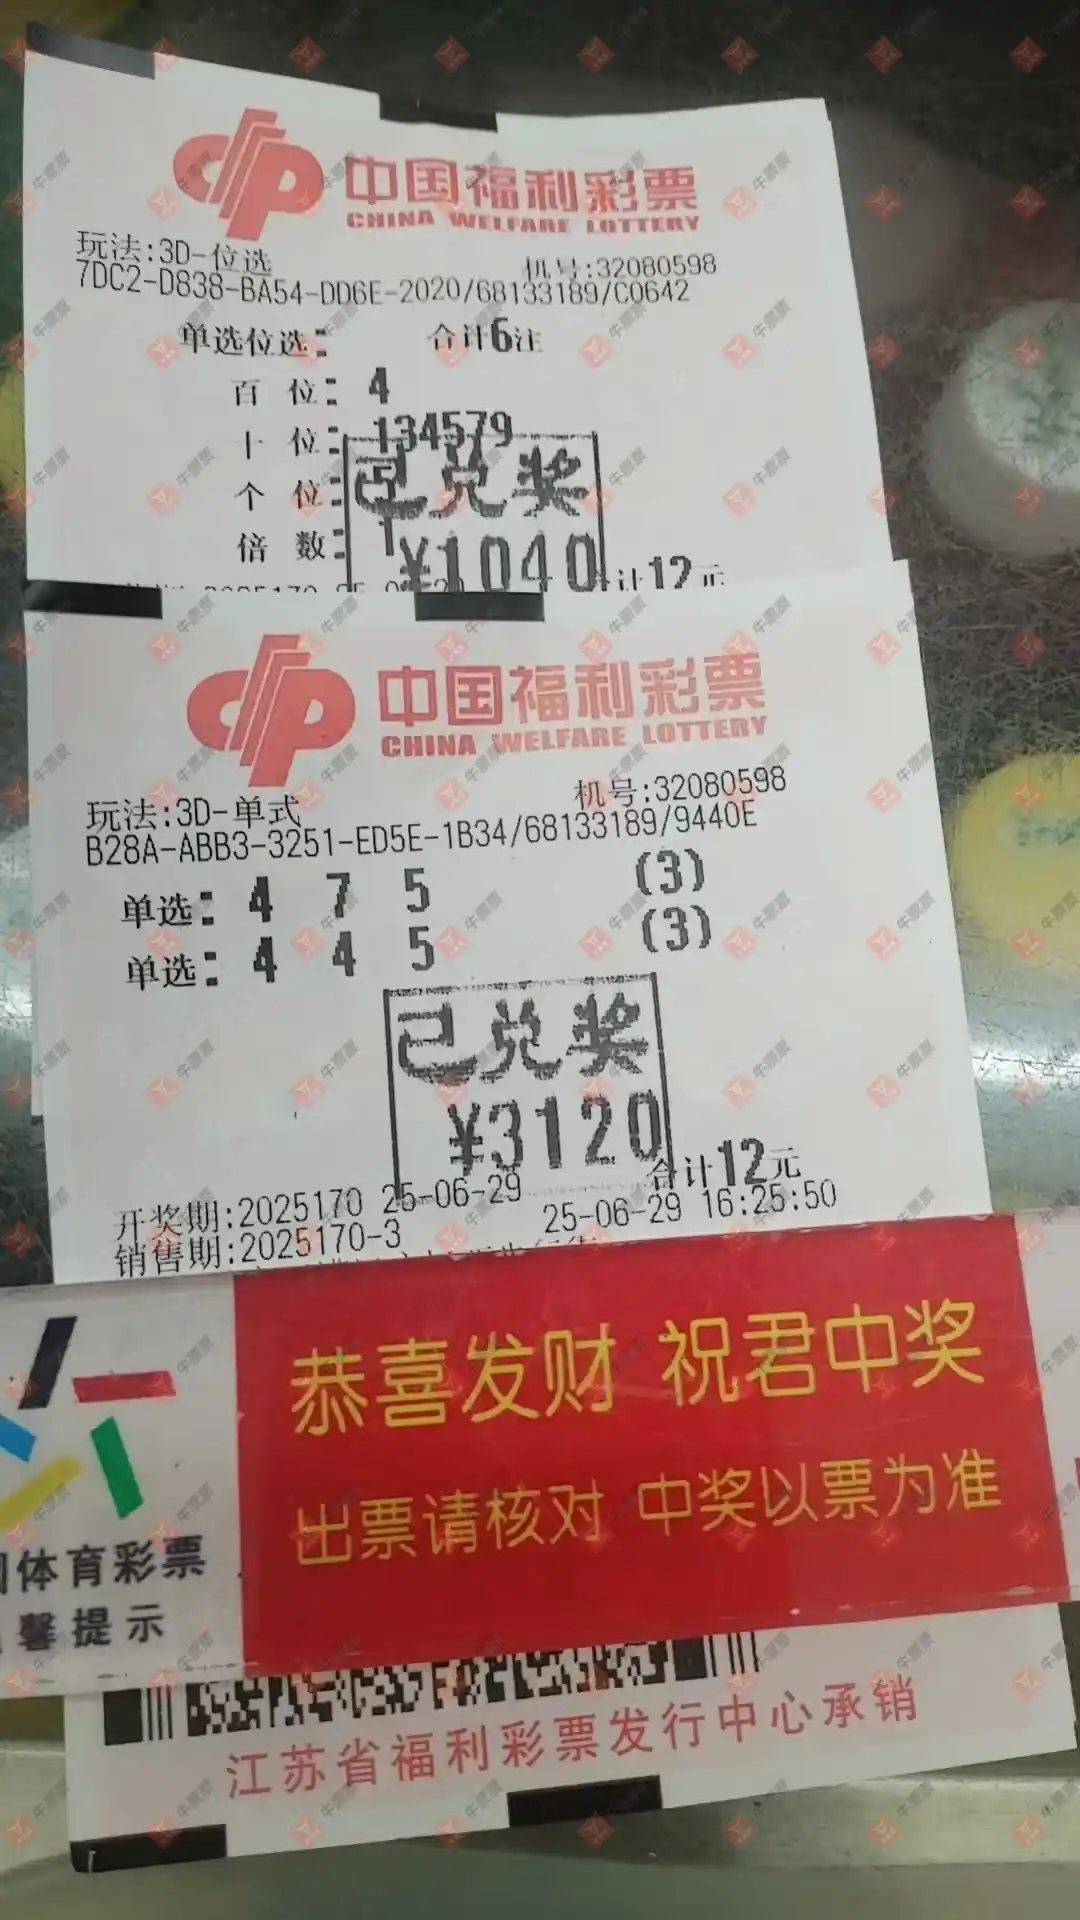 中国福利彩票
CHINA WELFARE LOTTERY
玩法:3D-位选 机号:32080598
7DC2-D838-BA54-DD6E-2020/68133189/C0642
单选位选: 合计6注
百 位: 4
十 位: 134579
个 位: 5
倍 数: 1
已兑奖
¥1040
合计12元
中国福利彩票
CHINA WELFARE LOTTERY
玩法:3D-单式 机号:32080598
B28A-ABB3-3251-ED5E-1B34/68133189/9440E
单选: 4 7 5 (3)
单选: 4 4 5 (3)
已兑奖
¥3120
合计12元
开奖期:2025170 25-06-29
销售期:2025170-3 25-06-29 16:25:50
恭喜发财 祝君中奖
出票请核对 中奖以票为准
体育彩票
馨提示
江苏省福利彩票发行中心承销
牛票票